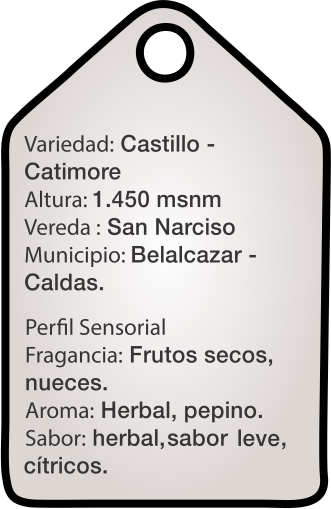 Variedad: Castillo -
Catimore
Altura: 1.450 msnm
Vereda : San Narciso
Municipio: Belalcazar -
Caldas.
Perfil Sensorial
Fragancia: Frutos secos,
nueces.
Aroma: Herbal, pepino.
Sabor: herbal,sabor leve,
cítricos.